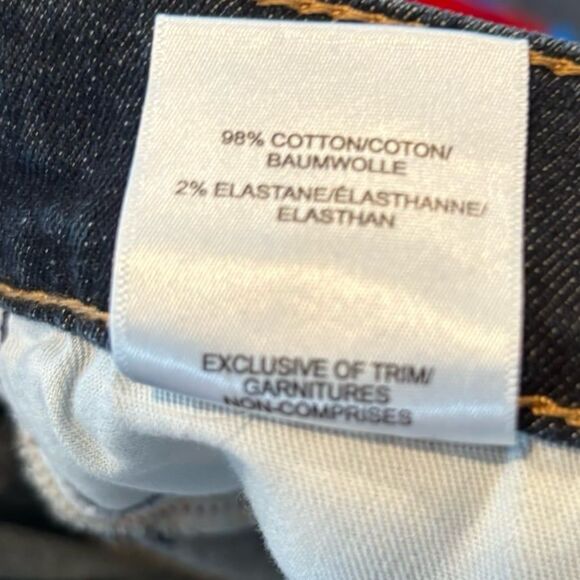 98% COTTON/COTON/
BAUMWOLLE
2% ELASTANE/ÉLASTHANNE/
ELASTHAN
EXCLUSIVE OF TRIM/
GARNITURES
NON-COMPRISES